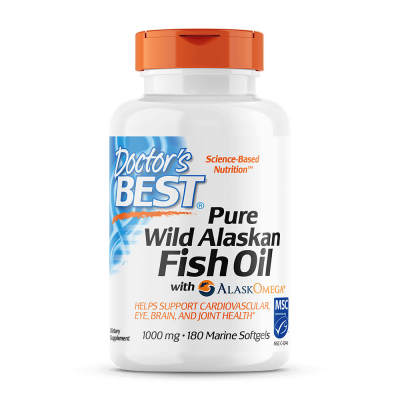 Doctor's
BEST®
Science-Based
Nutrition™
Pure
Wild Alaskan
Fish Oil
with ALASKOMEGA®
HELPS SUPPORT CARDIOVASCULAR,
EYE, BRAIN, AND JOINT HEALTH*
MSC
Dietary
Supplement
1000 mg • 180 Marine Softgels